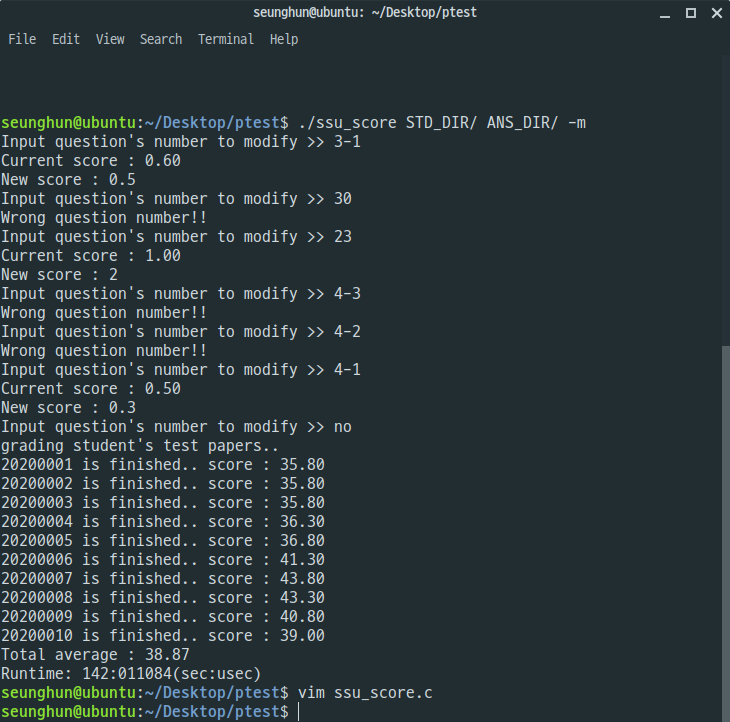 seunghun@ubuntu: ~/Desktop/ptest
File Edit View Search Terminal Help
seunghun@ubuntu:~/Desktop/ptest$ ./ssu_score STD_DIR/ ANS_DIR/ -m
Input question's number to modify >> 3-1
Current score : 0.60
New score : 0.5
Input question's number to modify >> 30
Wrong question number!!
Input question's number to modify >> 23
Current score : 1.00
New score : 2
Input question's number to modify >> 4-3
Wrong question number!!
Input question's number to modify >> 4-2
Wrong question number!!
Input question's number to modify >> 4-1
Current score : 0.50
New score : 0.3
Input question's number to modify >> no
grading student's test papers..
20200001 is finished.. score : 35.80
20200002 is finished.. score : 35.80
20200003 is finished.. score : 35.80
20200004 is finished.. score : 36.30
20200005 is finished.. score : 36.80
20200006 is finished.. score : 41.30
20200007 is finished.. score : 43.80
20200008 is finished.. score : 43.30
20200009 is finished.. score : 40.80
20200010 is finished.. score : 39.00
Total average : 38.87
Runtime: 142:011084(sec:usec)
seunghun@ubuntu:~/Desktop/ptest$ vim ssu_score.c
seunghun@ubuntu:~/Desktop/ptest$